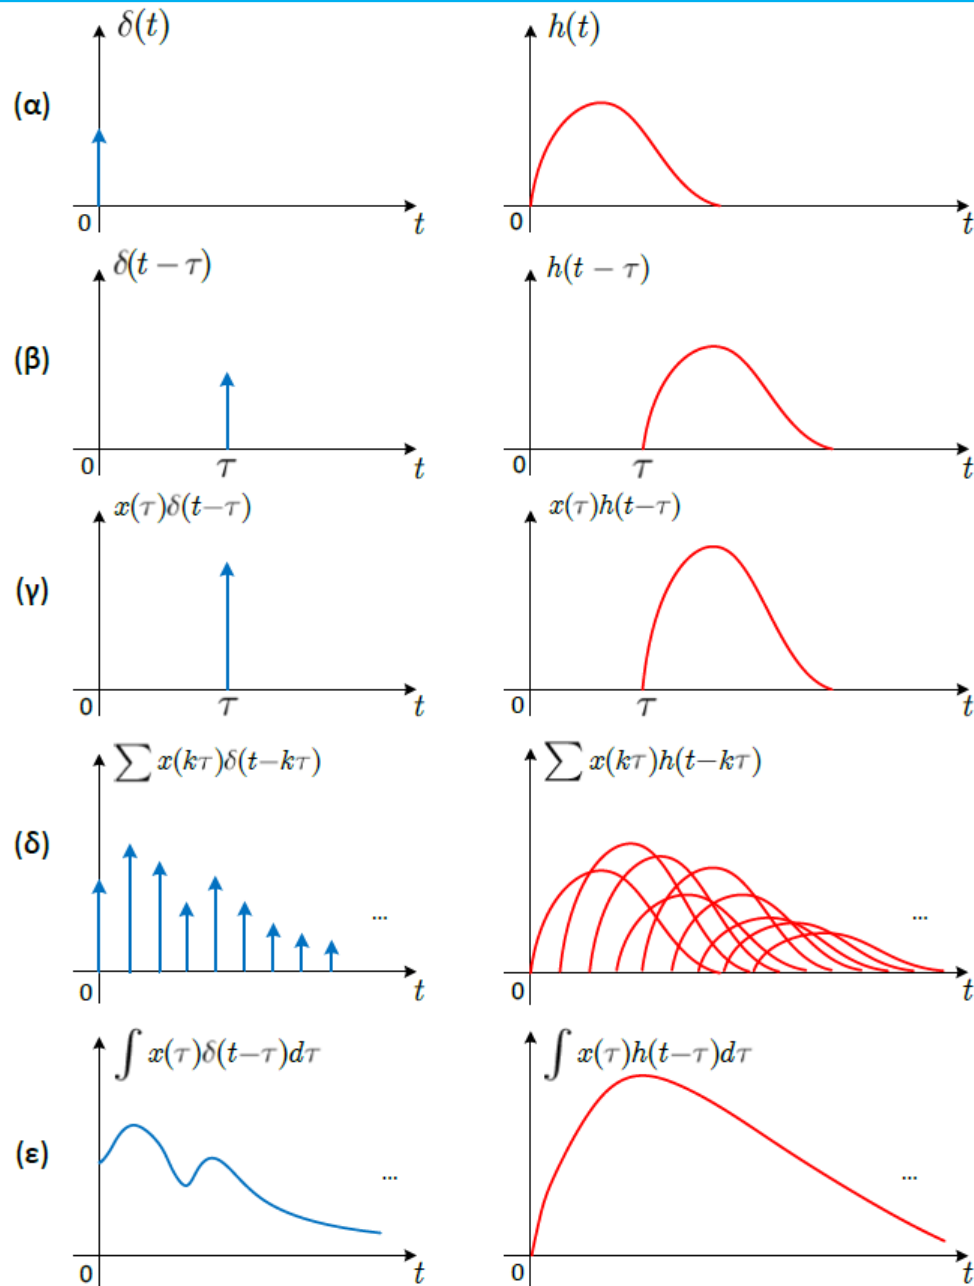 δ(t) h(t)
(α)
0 t 0 t
δ(t − τ) h(t − τ)
(β)
0 τ t 0 τ t
x(τ)δ(t−τ) x(τ)h(t−τ)
(γ)
0 τ t 0 τ t
∑ x(kτ)δ(t−kτ) ∑ x(kτ)h(t−kτ)
(δ)
... ...
0 t 0 t
∫ x(τ)δ(t−τ)dτ ∫ x(τ)h(t−τ)dτ
(ε)
... ...
0 t 0 t